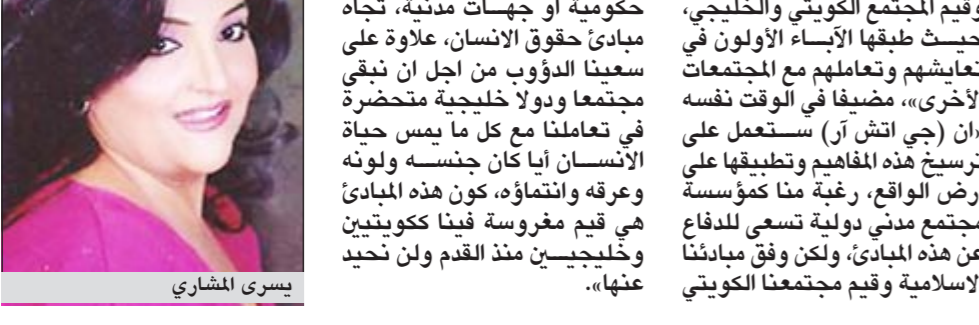 وقيم المجتمع الكويتي والخليجي،
حيث طبقها الآباء الأولون في
تعايشهم وتعاملهم مع المجتمعات
لأخرى»، مضيفا في الوقت نفسه
«ان (جي اتش آر) ستعمل على
ترسيخ هذه المفاهيم وتطبيقها على
رض الواقع، رغبة منا كمؤسسة
مجتمع مدني دولية تسعى للدفاع
عن هذه المبادئ، ولكن وفق مبادئنا
لاسلامية وقيم مجتمعنا الكويتي
حكومية او جهات مدنية، تجاه
مبادئ حقوق الانسان، علاوة على
سعينا الدؤوب من اجل ان نبقى
مجتمعا ودولا خليجية متحضرة
في تعاملنا مع كل ما يمس حياة
الانسان أيا كان جنسه ولونه
وعرقه وانتماؤه، كون هذه المبادئ
هي قيم مغروسة فينا ككويتيين
وخليجيين منذ القدم ولن نحيد
عنها».
يسرى المشاري